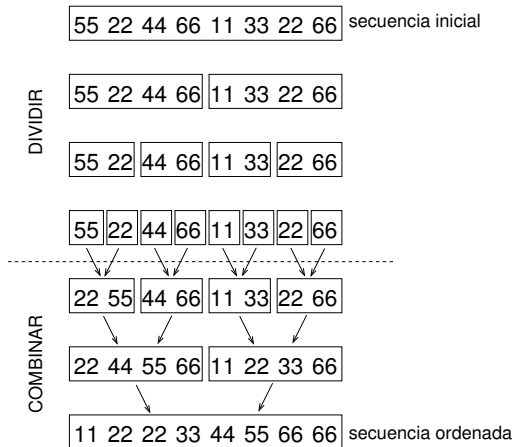 55 22 44 66 11 33 22 66 secuencia inicial
DIVIDIR
55 22 44 66 11 33 22 66
55 22 44 66 11 33 22 66
55 22 44 66 11 33 22 66
COMBINAR
22 55 44 66 11 33 22 66
22 44 55 66 11 22 33 66
11 22 22 33 44 55 66 66 secuencia ordenada